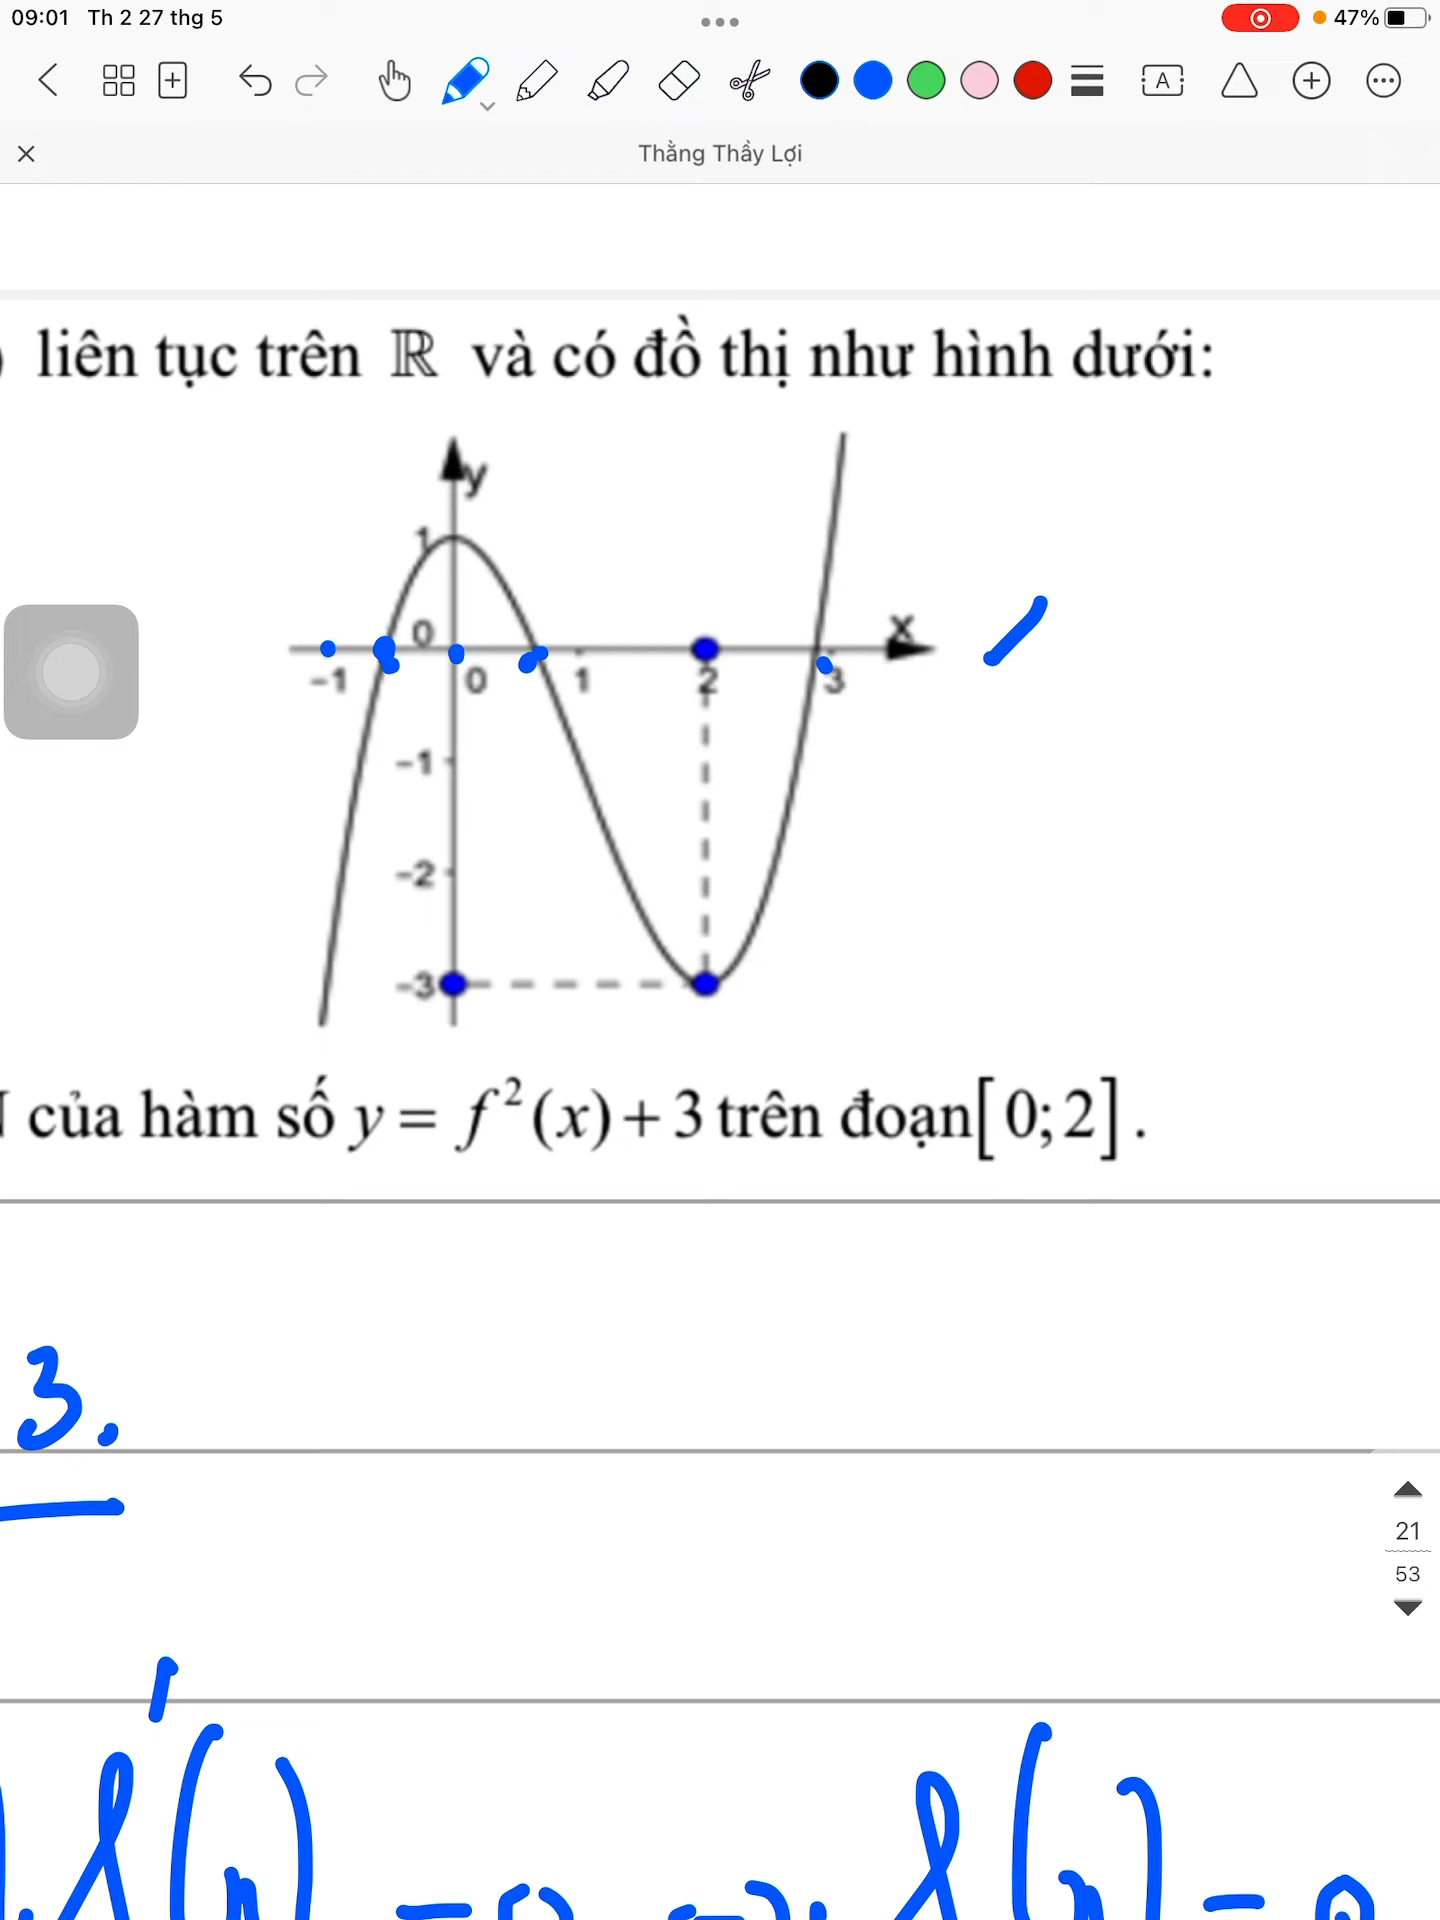 09:01 Th 2 27 thg 5
47%
A
Thằng Thầy Lợi
) liên tục trên ℝ và có đồ thị như hình dưới:
y
1
0
x
-1 0 1 2 3
-1
-2
-3
của hàm số y = f²(x) + 3 trên đoạn [0; 2].
3.
21
53